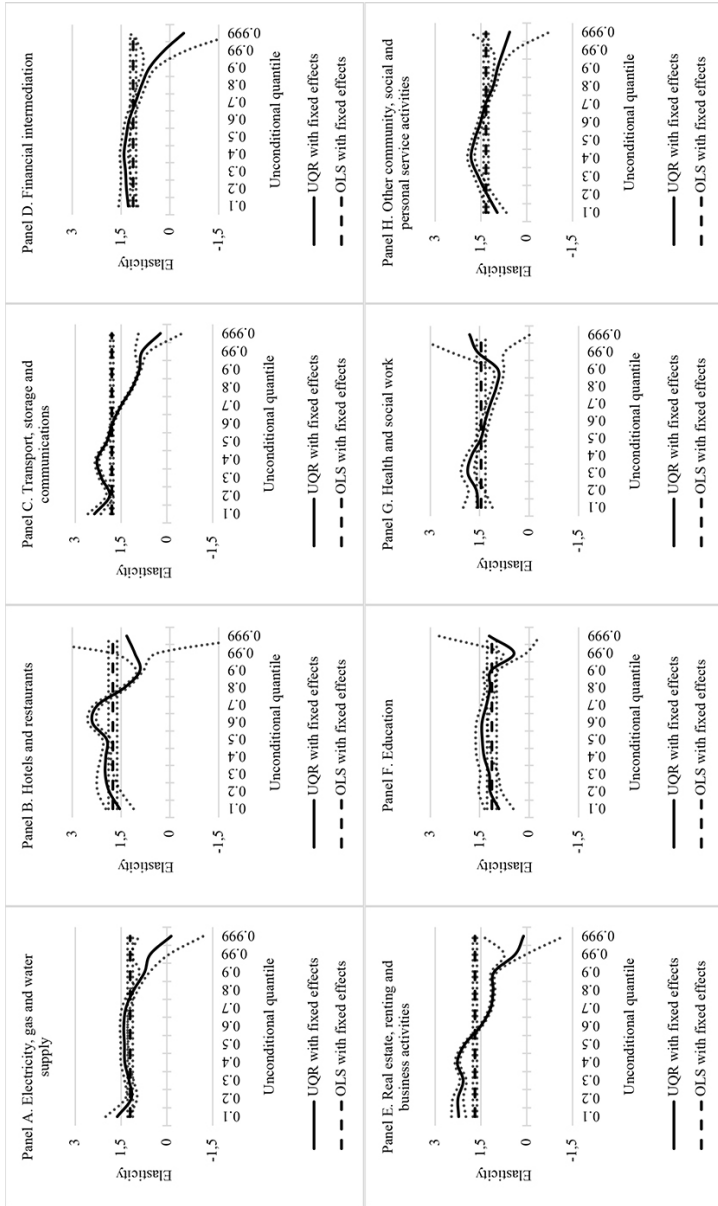 Panel A. Electricity, gas and water
supply
3
1,5
0
-1,5
Elasticity
0.1
0.2
0.3
0.4
0.5
0.6
0.7
0.8
0.9
0.99
0.999
Unconditional quantile
UQR with fixed effects
OLS with fixed effects
Panel B. Hotels and restaurants
3
1,5
0
-1,5
Elasticity
0.1
0.2
0.3
0.4
0.5
0.6
0.7
0.8
0.9
0.99
0.999
Unconditional quantile
UQR with fixed effects
OLS with fixed effects
Panel C. Transport, storage and
communications
3
1,5
0
-1,5
Elasticity
0.1
0.2
0.3
0.4
0.5
0.6
0.7
0.8
0.9
0.99
0.999
Unconditional quantile
UQR with fixed effects
OLS with fixed effects
Panel D. Financial intermediation
3
1,5
0
-1,5
Elasticity
0.1
0.2
0.3
0.4
0.5
0.6
0.7
0.8
0.9
0.99
0.999
Unconditional quantile
UQR with fixed effects
OLS with fixed effects
Panel E. Real estate, renting and
business activities
3
1,5
0
-1,5
Elasticity
0.1
0.2
0.3
0.4
0.5
0.6
0.7
0.8
0.9
0.99
0.999
Unconditional quantile
UQR with fixed effects
OLS with fixed effects
Panel F. Education
3
1,5
0
-1,5
Elasticity
0.1
0.2
0.3
0.4
0.5
0.6
0.7
0.8
0.9
0.99
0.999
Unconditional quantile
UQR with fixed effects
OLS with fixed effects
Panel G. Health and social work
3
1,5
0
-1,5
Elasticity
0.1
0.2
0.3
0.4
0.5
0.6
0.7
0.8
0.9
0.99
0.999
Unconditional quantile
UQR with fixed effects
OLS with fixed effects
Panel H. Other community, social and
personal service activities
3
1,5
0
-1,5
Elasticity
0.1
0.2
0.3
0.4
0.5
0.6
0.7
0.8
0.9
0.99
0.999
Unconditional quantile
UQR with fixed effects
OLS with fixed effects